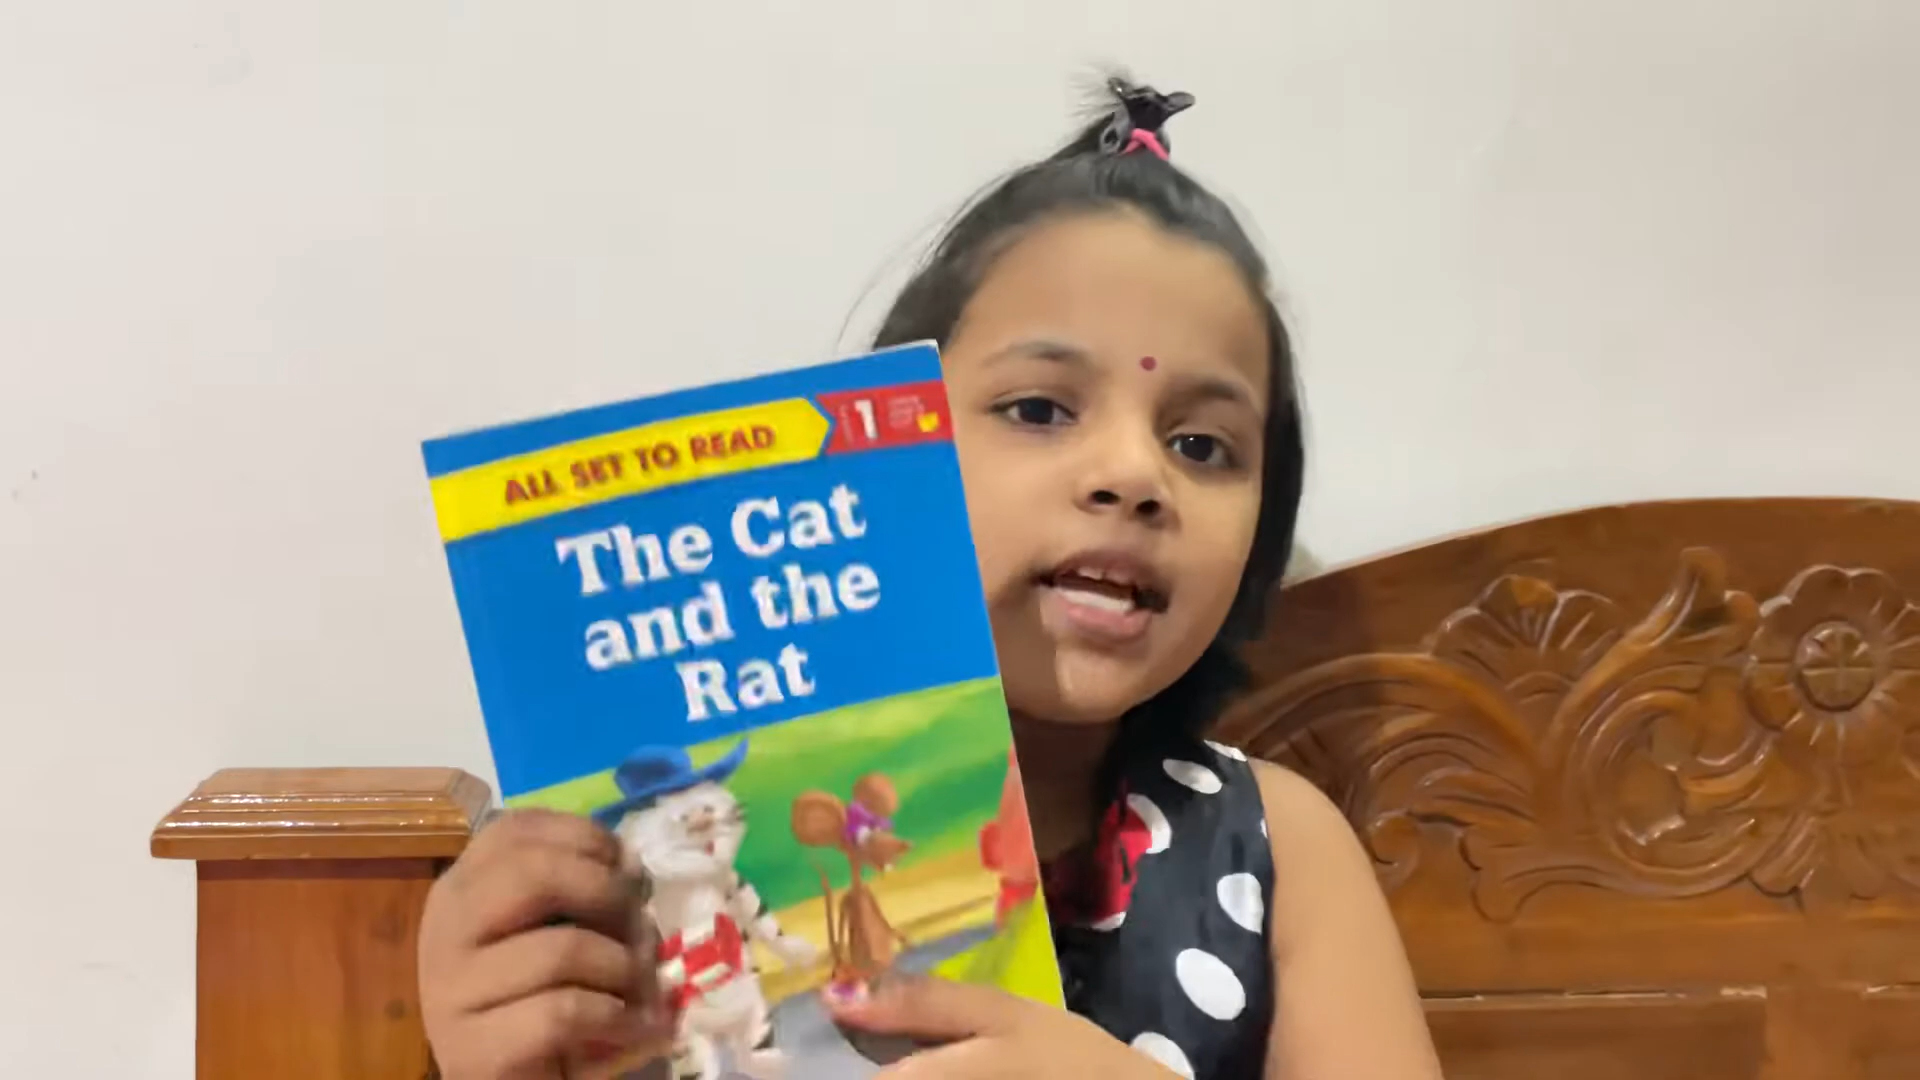 ALL SET TO READ
1
The Cat
and the
Rat